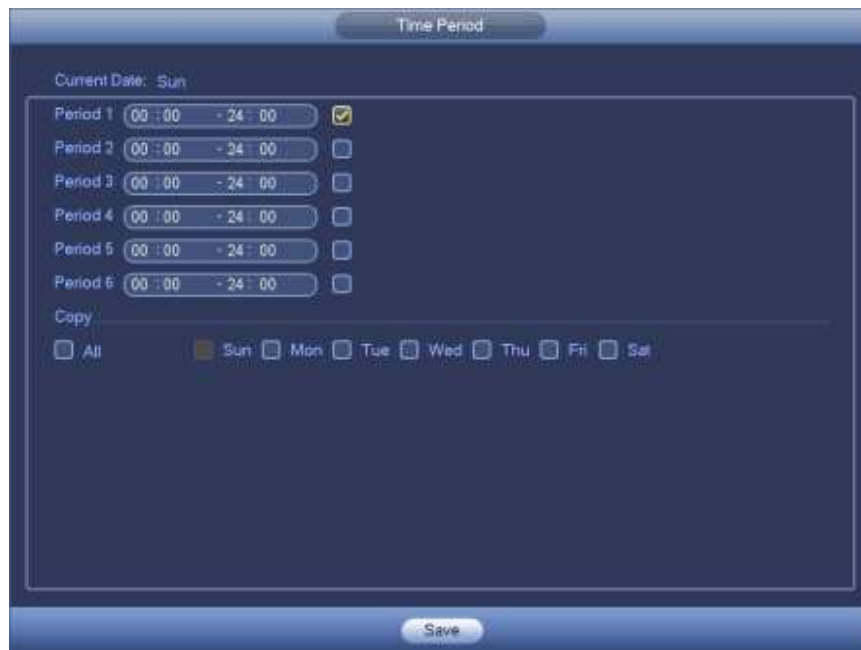 Time Period
Current Date: Sun
Period 1 00 : 00 - 24 : 00
Period 2 00 : 00 - 24 : 00
Period 3 00 : 00 - 24 : 00
Period 4 00 : 00 - 24 : 00
Period 5 00 : 00 - 24 : 00
Period 6 00 : 00 - 24 : 00
Copy
All Sun Mon Tue Wed Thu Fri Sat
Save